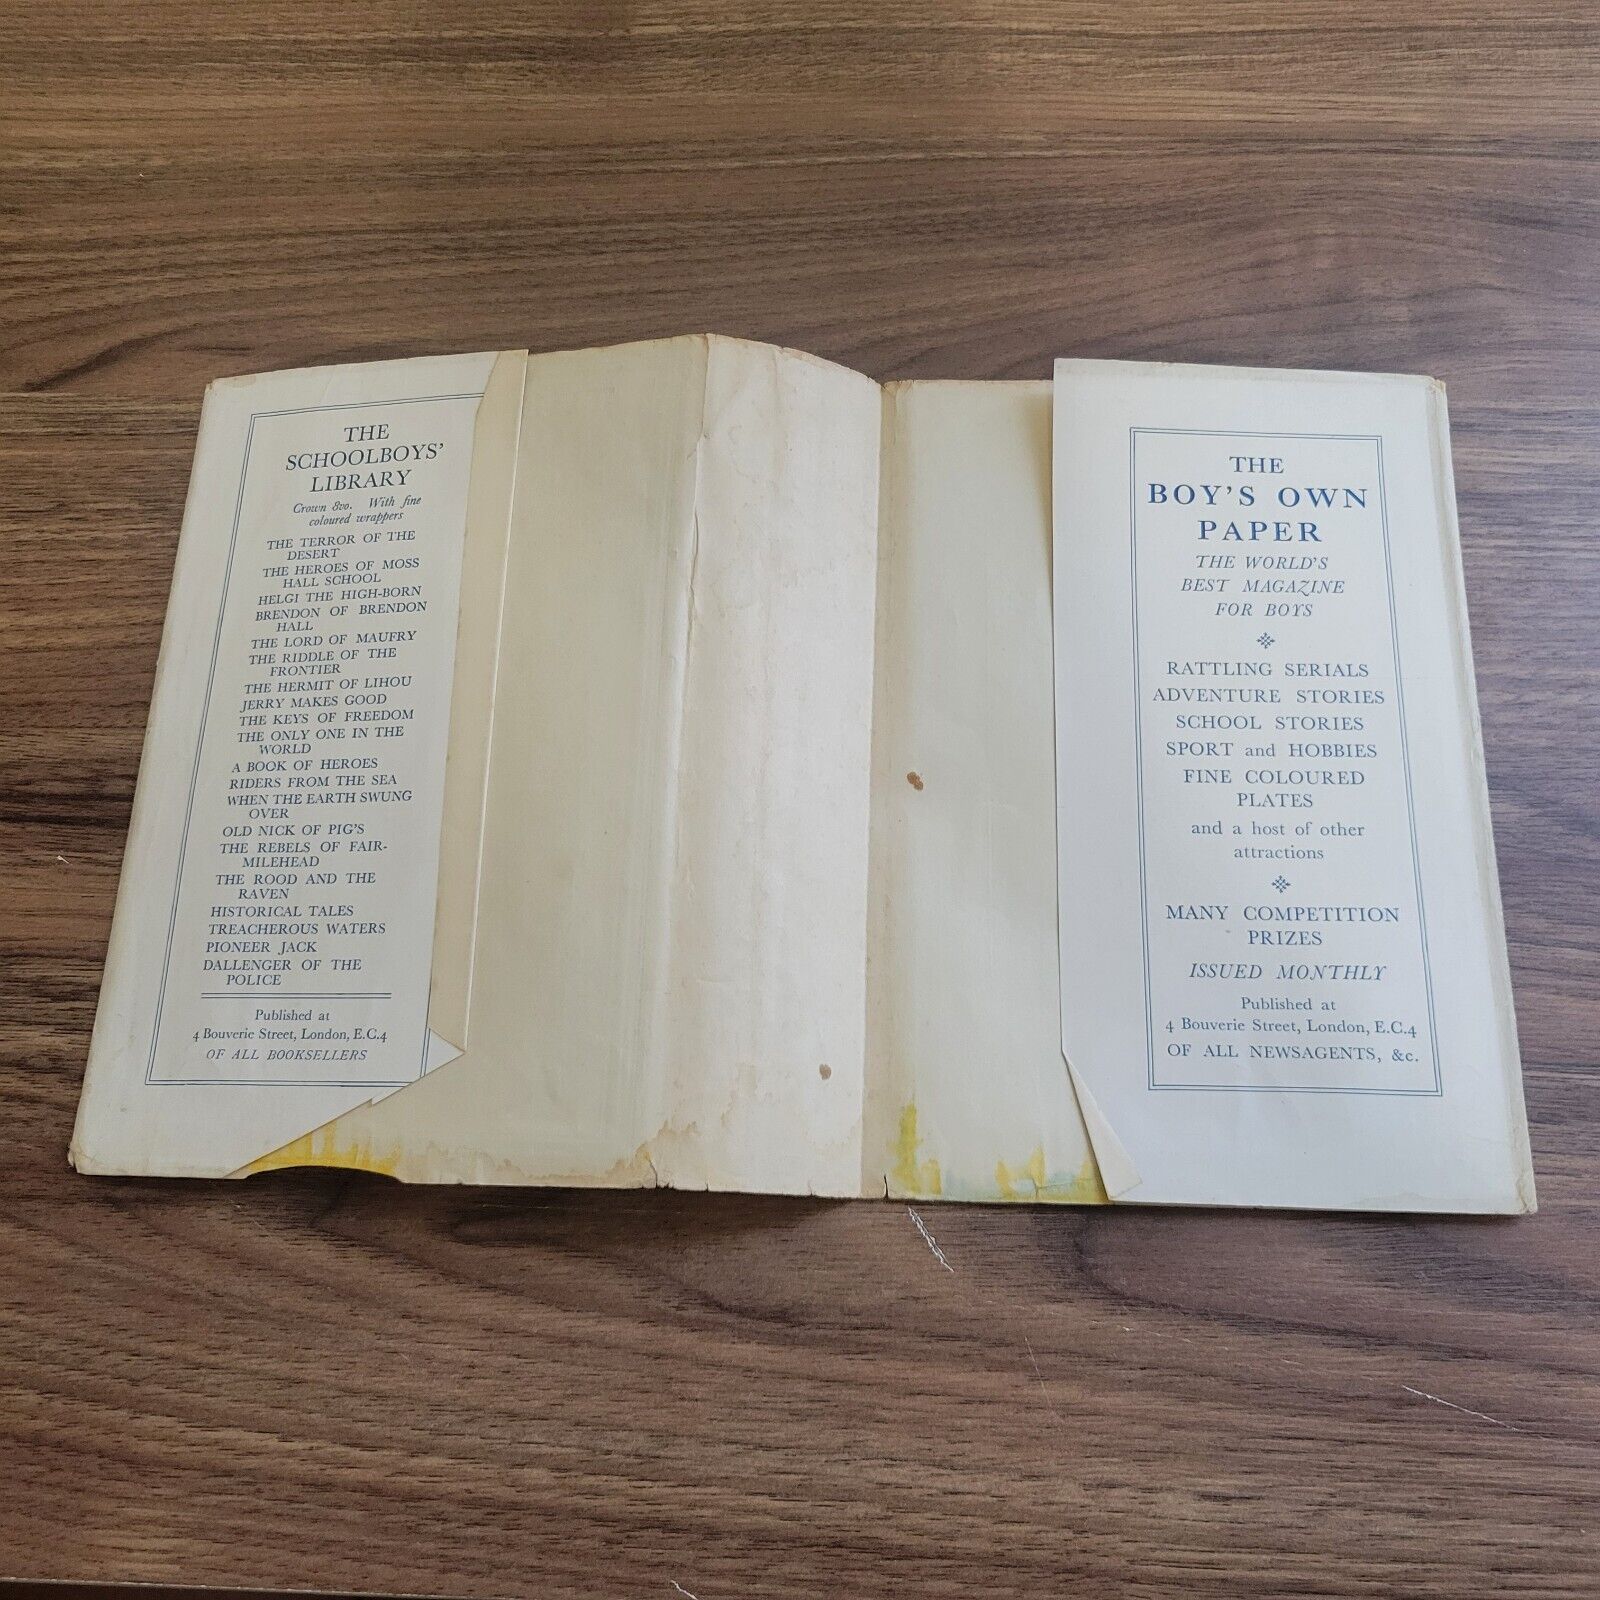 THE
SCHOOLBOYS'
LIBRARY
Crown 8vo. With fine
coloured wrappers
THE TERROR OF THE
DESERT
THE HEROES OF MOSS
HALL SCHOOL
HELGI THE HIGH-BORN
BRENDON OF BRENDON
HALL
THE LORD OF MAUFRY
THE RIDDLE OF THE
FRONTIER
THE HERMIT OF LIHOU
JERRY MAKES GOOD
THE KEYS OF FREEDOM
THE ONLY ONE IN THE
WORLD
A BOOK OF HEROES
RIDERS FROM THE SEA
WHEN THE EARTH SWUNG
OVER
OLD NICK OF PIG'S
THE REBELS OF FAIR-
MILEHEAD
THE ROOD AND THE
RAVEN
HISTORICAL TALES
TREACHEROUS WATERS
PIONEER JACK
DALLENGER OF THE
POLICE
Published at
4 Bouverie Street, London, E.C.4
OF ALL BOOKSELLERS
THE
BOY'S OWN
PAPER
THE WORLD'S
BEST MAGAZINE
FOR BOYS
RATTLING SERIALS
ADVENTURE STORIES
SCHOOL STORIES
SPORT and HOBBIES
FINE COLOURED
PLATES
and a host of other
attractions
MANY COMPETITION
PRIZES
ISSUED MONTHLY
Published at
4 Bouverie Street, London, E.C.4
OF ALL NEWSAGENTS, &c.